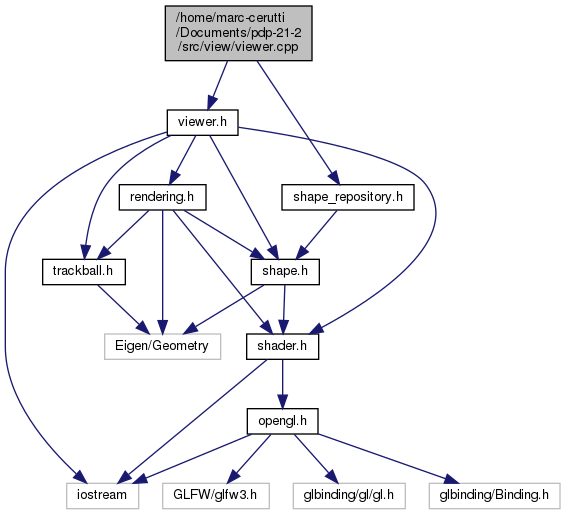 /home/marc-cerutti
/Documents/pdp-21-2
/src/view/viewer.cpp
viewer.h
rendering.h
shape_repository.h
trackball.h
shape.h
Eigen/Geometry
shader.h
opengl.h
iostream
GLFW/glfw3.h
glbinding/gl/gl.h
glbinding/Binding.h